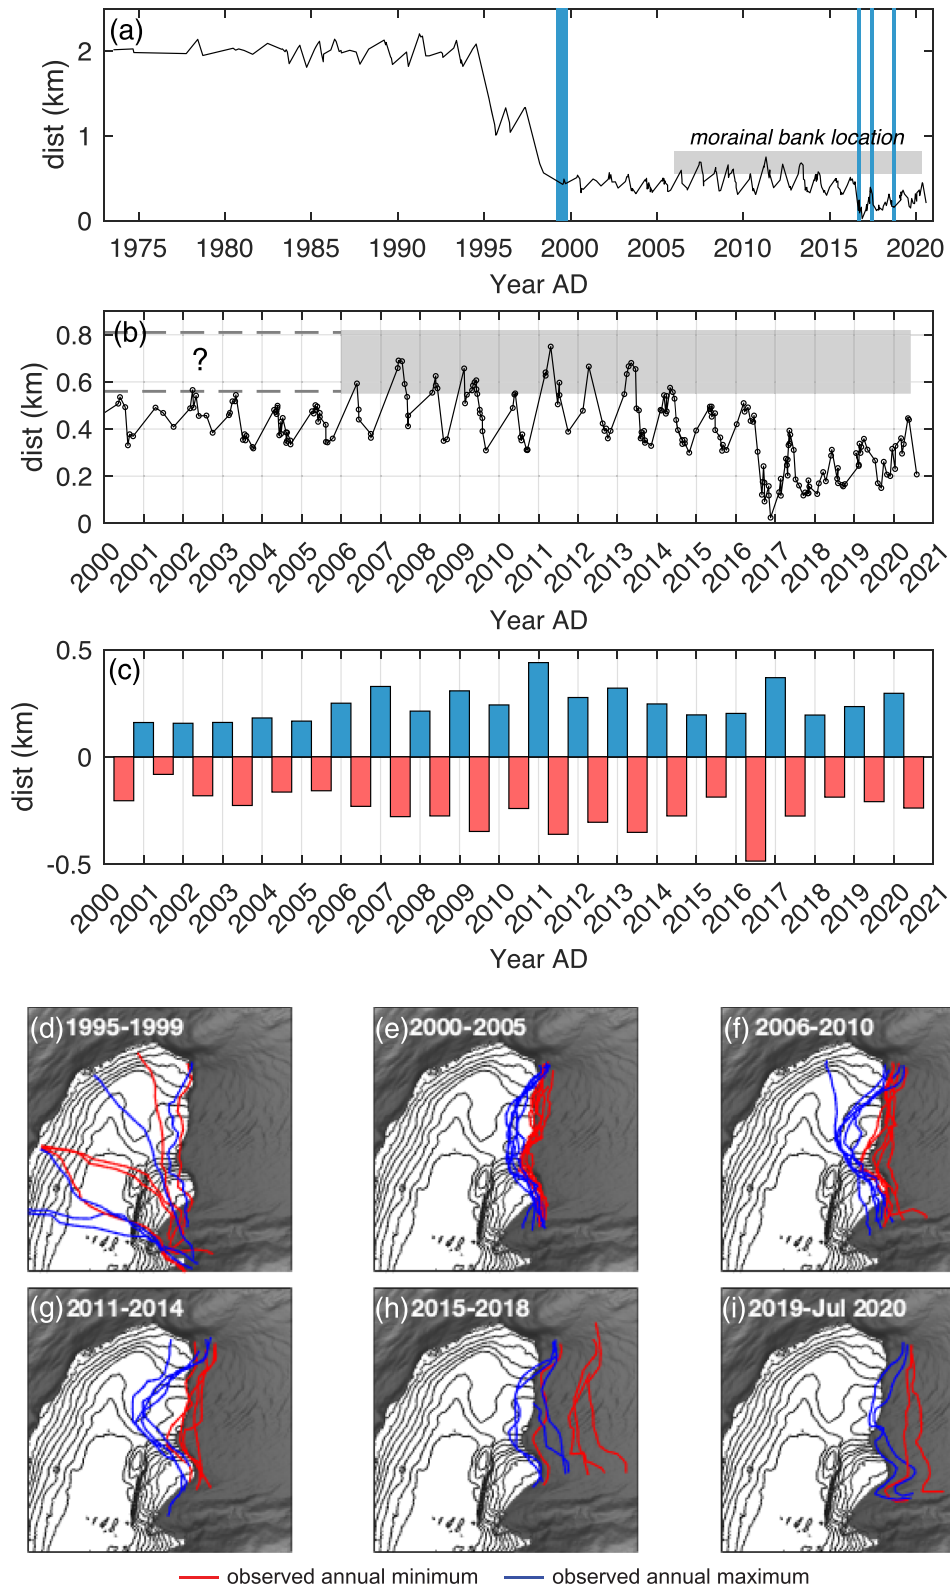 (a)
dist (km)
2
1
0
morainal bank location
1975 1980 1985 1990 1995 2000 2005 2010 2015 2020
Year AD
(b)
dist (km)
0.8
0.6
0.4
0.2
0
?
2000 2001 2002 2003 2004 2005 2006 2007 2008 2009 2010 2011 2012 2013 2014 2015 2016 2017 2018 2019 2020 2021
Year AD
(c)
dist (km)
0.5
0
-0.5
2000 2001 2002 2003 2004 2005 2006 2007 2008 2009 2010 2011 2012 2013 2014 2015 2016 2017 2018 2019 2020 2021
Year AD
(d) 1995-1999
(e) 2000-2005
(f) 2006-2010
(g) 2011-2014
(h) 2015-2018
(i) 2019-Jul 2020
observed annual minimum observed annual maximum